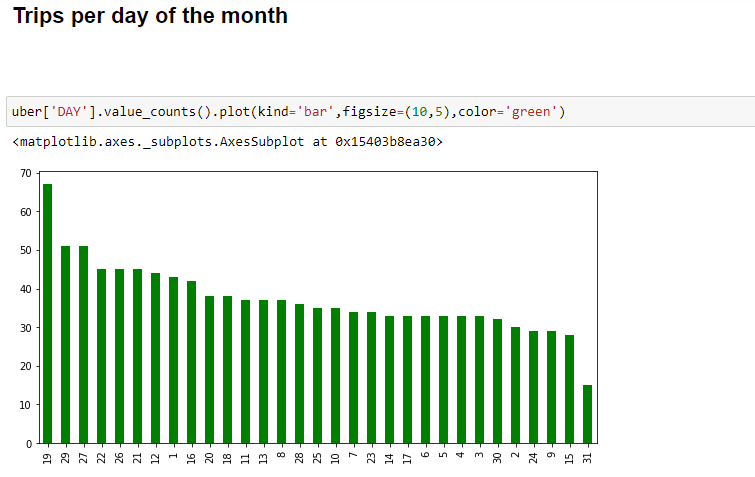 Trips per day of the month
uber['DAY'].value_counts().plot(kind='bar',figsize=(10,5),color='green')
<matplotlib.axes._subplots.AxesSubplot at 0x15403b8ea30>
70
60
50
40
30
20
10
0
19 29 27 22 26 21 12 1 16 20 18 11 13 8 28 25 10 7 23 14 17 6 5 4 3 30 2 24 9 15 31